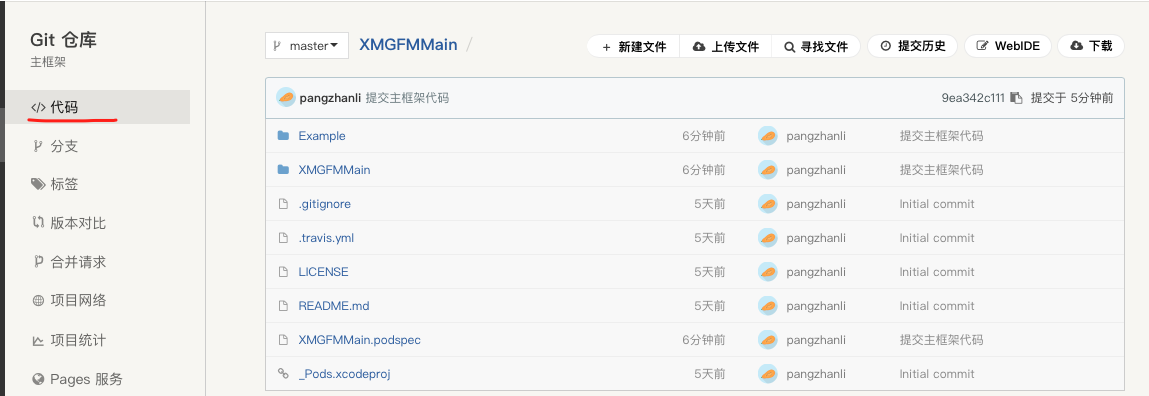 Git 仓库
主框架
代码
分支
标签
版本对比
合并请求
项目网络
项目统计
Pages 服务
master XMGFMMain / + 新建文件 上传文件 寻找文件 提交历史 WebIDE 下载
pangzhanli 提交主框架代码 9ea342c111 提交于 5分钟前
Example 6分钟前 pangzhanli 提交主框架代码
XMGFMMain 6分钟前 pangzhanli 提交主框架代码
.gitignore 5天前 pangzhanli Initial commit
.travis.yml 5天前 pangzhanli Initial commit
LICENSE 5天前 pangzhanli Initial commit
README.md 5天前 pangzhanli Initial commit
XMGFMMain.podspec 6分钟前 pangzhanli 提交主框架代码
_Pods.xcodeproj 5天前 pangzhanli Initial commit